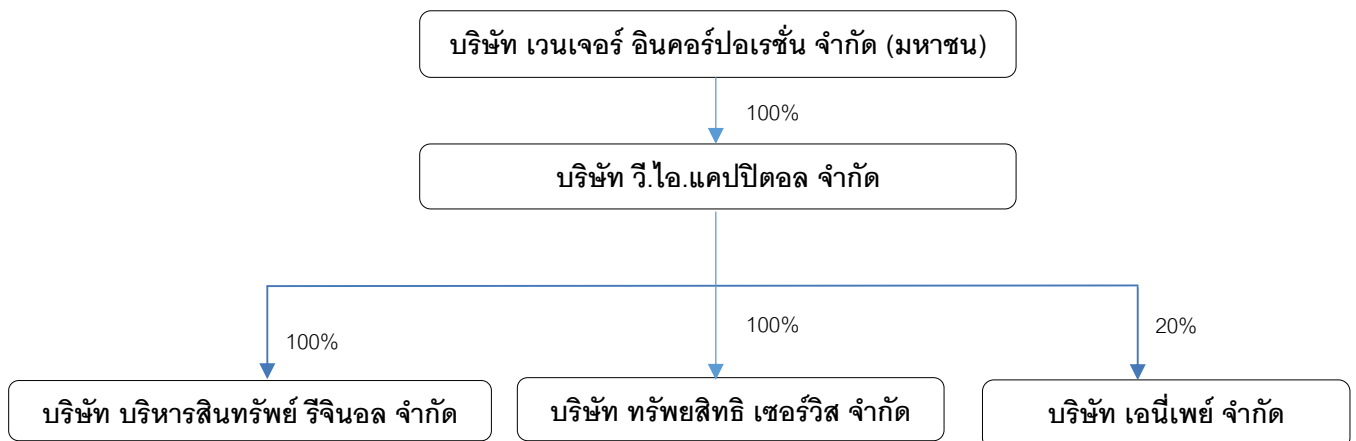 บริษัท เวนเจอร์ อินคอร์ปอเรชั่น จำกัด (มหาชน)
100%
บริษัท วี.ไอ.แคปปิตอล จำกัด
100%
100%
20%
บริษัท บริหารสินทรัพย์ รีจินอล จำกัด
บริษัท ทรัพยสิทธิ เซอร์วิส จำกัด
บริษัท เอนี่เพย์ จำกัด